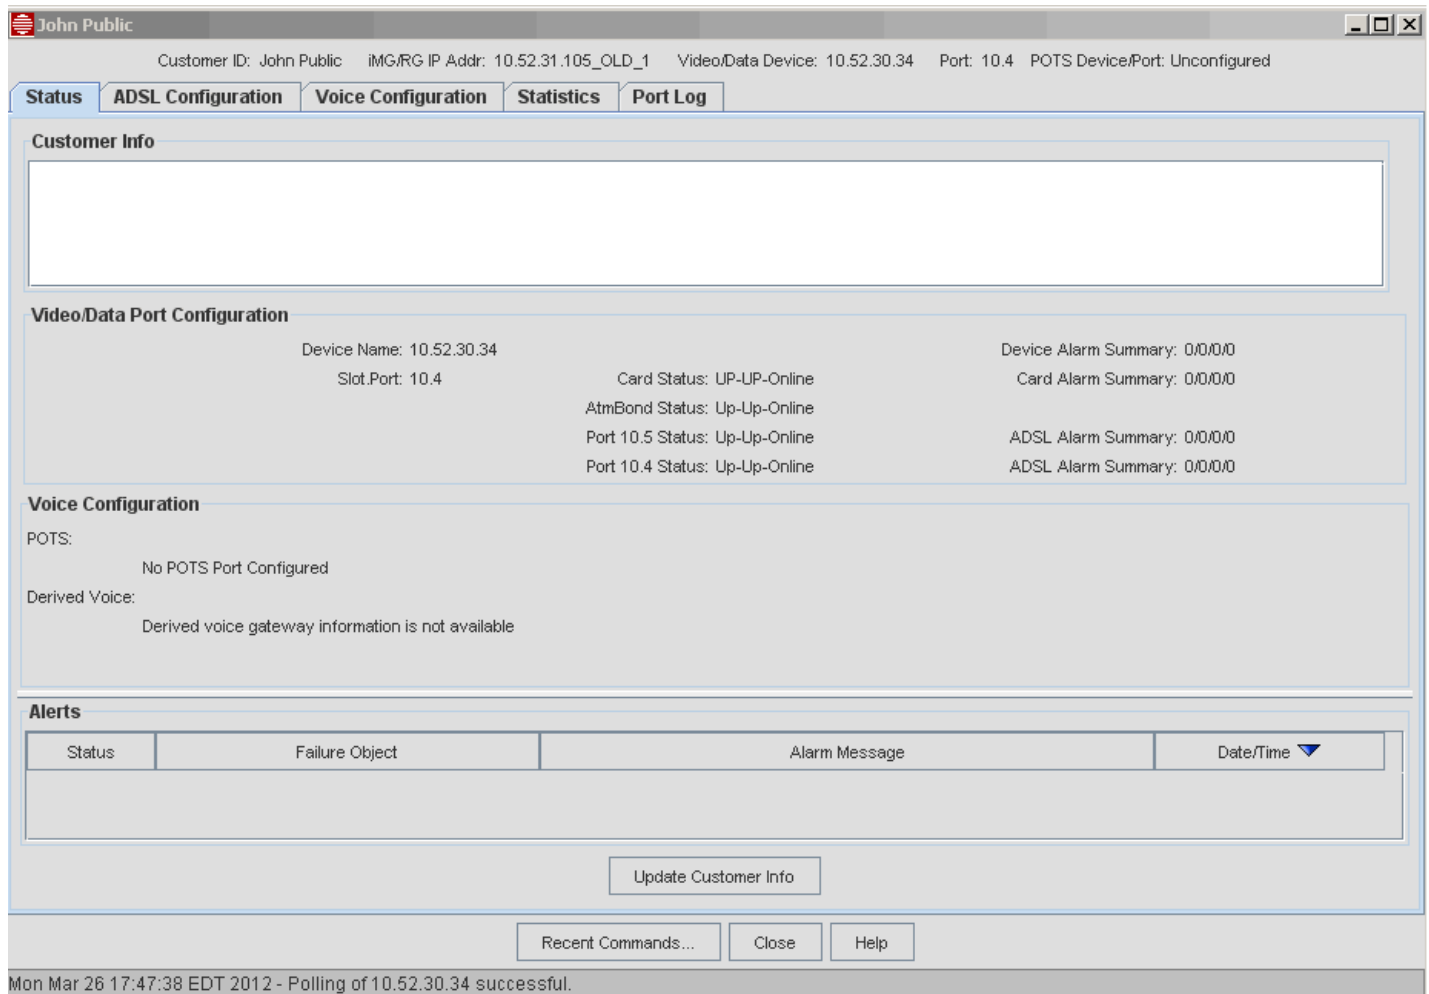 John Public
Customer ID: John Public iMG/RG IP Addr: 10.52.31.105_OLD_1 Video/Data Device: 10.52.30.34 Port: 10.4 POTS Device/Port: Unconfigured
Status ADSL Configuration Voice Configuration Statistics Port Log
Customer Info
Video/Data Port Configuration
Device Name: 10.52.30.34 Device Alarm Summary: 0/0/0/0
Slot.Port: 10.4 Card Status: UP-UP-Online Card Alarm Summary: 0/0/0/0
AtmBond Status: Up-Up-Online
Port 10.5 Status: Up-Up-Online ADSL Alarm Summary: 0/0/0/0
Port 10.4 Status: Up-Up-Online ADSL Alarm Summary: 0/0/0/0
Voice Configuration
POTS:
No POTS Port Configured
Derived Voice:
Derived voice gateway information is not available
Alerts
Status Failure Object Alarm Message Date/Time
Update Customer Info
Recent Commands... Close Help
Mon Mar 26 17:47:38 EDT 2012 - Polling of 10.52.30.34 successful.